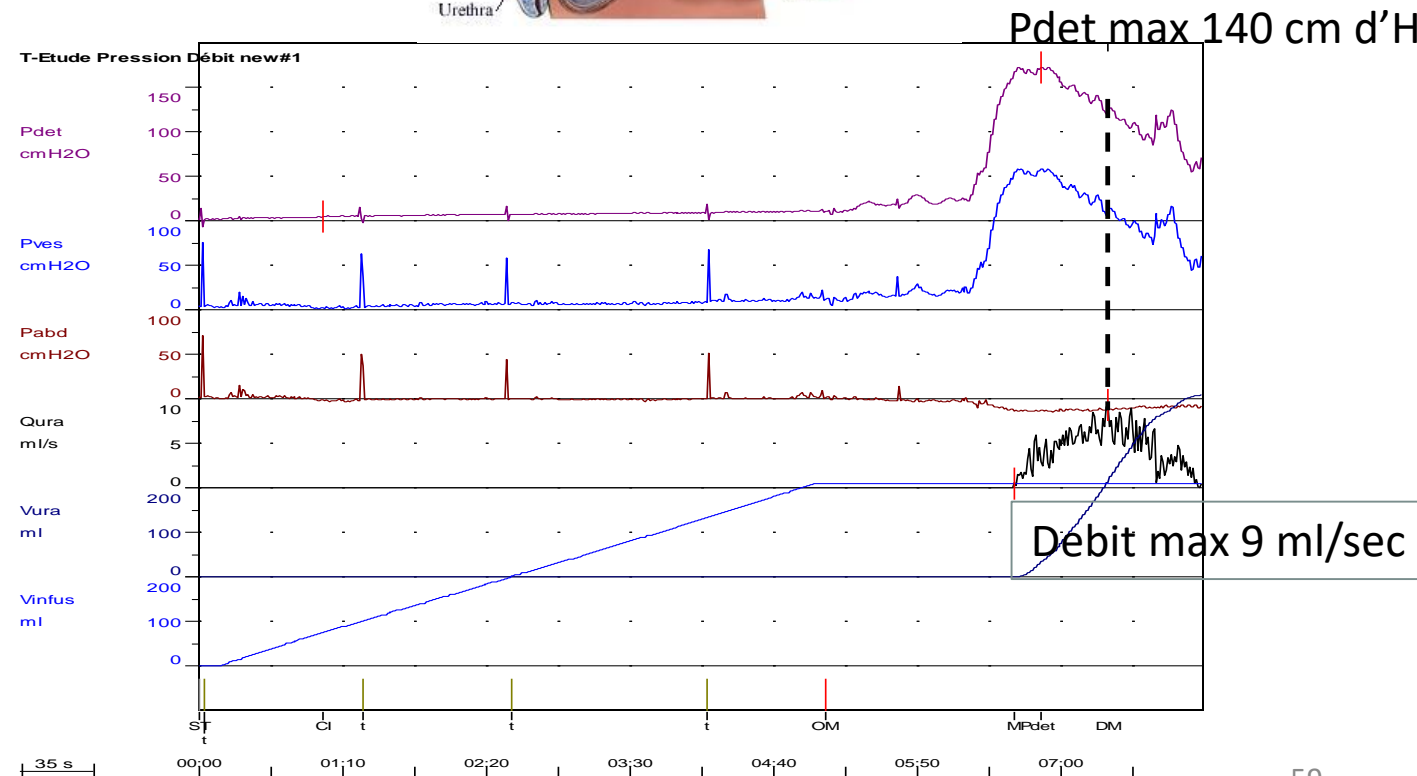 Urethra
Pdet max 140 cm d’H
T-Etude Pression Débit new#1
150
Pdet
100
cmH2O
50
0
Pves
100
cmH2O
50
0
Pabd
100
cmH2O
50
0
Qura
10
ml/s
5
0
Vura
200
ml
100
0
Débit max 9 ml/sec
Vinfus
200
ml
100
0
ST CI t t t OM MPdet DM
t
35 s 00:00 01:10 02:20 03:30 04:40 05:50 07:00